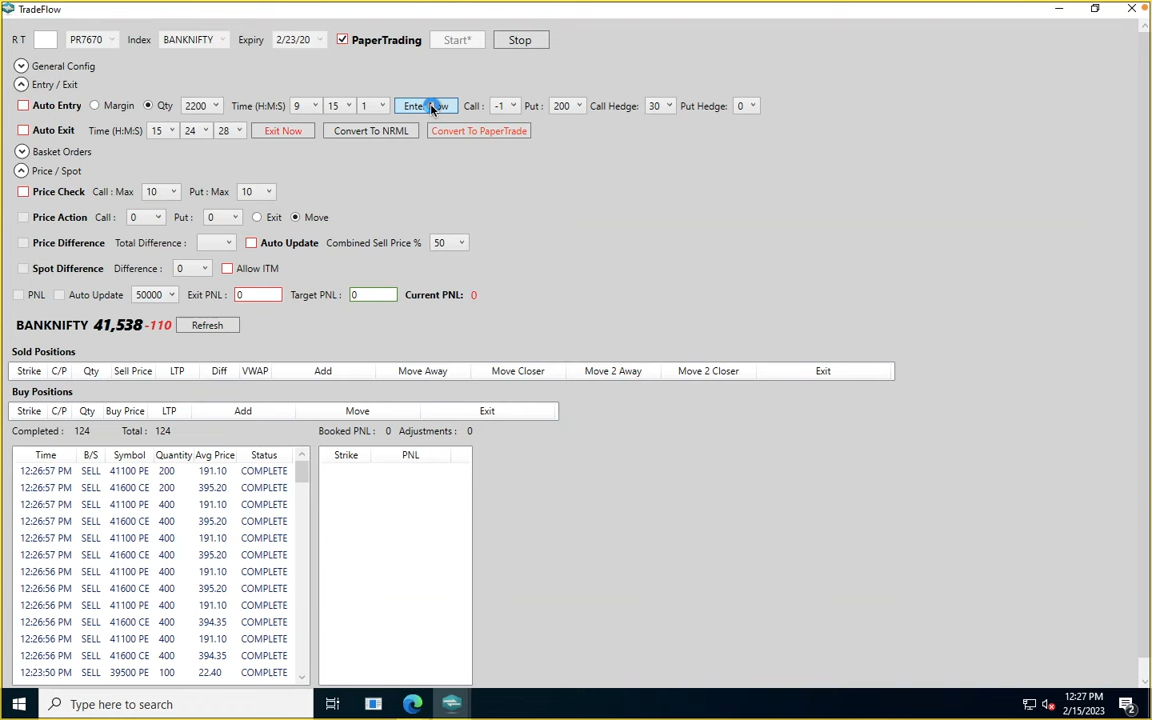 TradeFlow
R T PR7670 Index BANKNIFTY Expiry 2/23/20 PaperTrading Start* Stop
General Config
Entry / Exit
Auto Entry Margin Qty 2200 Time (H:M:S) 9 15 1 Call : -1 Put : 200 Call Hedge: 30 Put Hedge: 0
Auto Exit Time (H:M:S) 15 24 28 Exit Now Convert To NRML Convert To PaperTrade
Basket Orders
Price / Spot
Price Check Call : Max 10 Put : Max 10
Price Action Call : 0 Put : 0 Exit Move
Price Difference Total Difference : Auto Update Combined Sell Price % 50
Spot Difference Difference : 0 Allow ITM
PNL Auto Update 50000 Exit PNL : 0 Target PNL : 0 Current PNL: 0
BANKNIFTY 41,538 -110 Refresh
Sold Positions
Strike C/P Qty Sell Price LTP Diff VWAP Add Move Away Move Closer Move 2 Away Move 2 Closer Exit
Buy Positions
Strike C/P Qty Buy Price LTP Add Move Exit
Completed : 124 Total : 124 Booked PNL : 0 Adjustments : 0
Time B/S Symbol Quantity Avg Price Status Strike PNL
12:26:57 PM SELL 41100 PE 200 191.10 COMPLETE
12:26:57 PM SELL 41600 CE 200 395.20 COMPLETE
12:26:57 PM SELL 41100 PE 400 191.10 COMPLETE
12:26:57 PM SELL 41600 CE 400 395.20 COMPLETE
12:26:57 PM SELL 41100 PE 400 191.10 COMPLETE
12:26:57 PM SELL 41600 CE 400 395.20 COMPLETE
12:26:56 PM SELL 41100 PE 400 191.10 COMPLETE
12:26:56 PM SELL 41600 CE 400 395.20 COMPLETE
12:26:56 PM SELL 41100 PE 400 191.10 COMPLETE
12:26:56 PM SELL 41600 CE 400 394.35 COMPLETE
12:26:56 PM SELL 41100 PE 400 191.10 COMPLETE
12:26:56 PM SELL 41600 CE 400 394.35 COMPLETE
12:23:50 PM SELL 39500 PE 100 22.40 COMPLETE
Type here to search
12:27 PM
2/15/2023
2